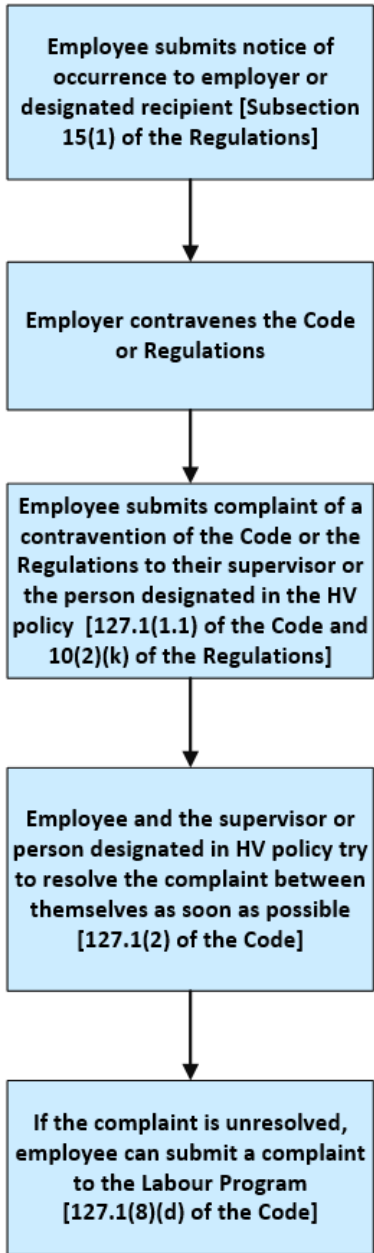 Employee submits notice of
occurrence to employer or
designated recipient [Subsection
15(1) of the Regulations]
Employer contravenes the Code
or Regulations
Employee submits complaint of a
contravention of the Code or the
Regulations to their supervisor or
the person designated in the HV
policy [127.1(1.1) of the Code and
10(2)(k) of the Regulations]
Employee and the supervisor or
person designated in HV policy try
to resolve the complaint between
themselves as soon as possible
[127.1(2) of the Code]
If the complaint is unresolved,
employee can submit a complaint
to the Labour Program
[127.1(8)(d) of the Code]